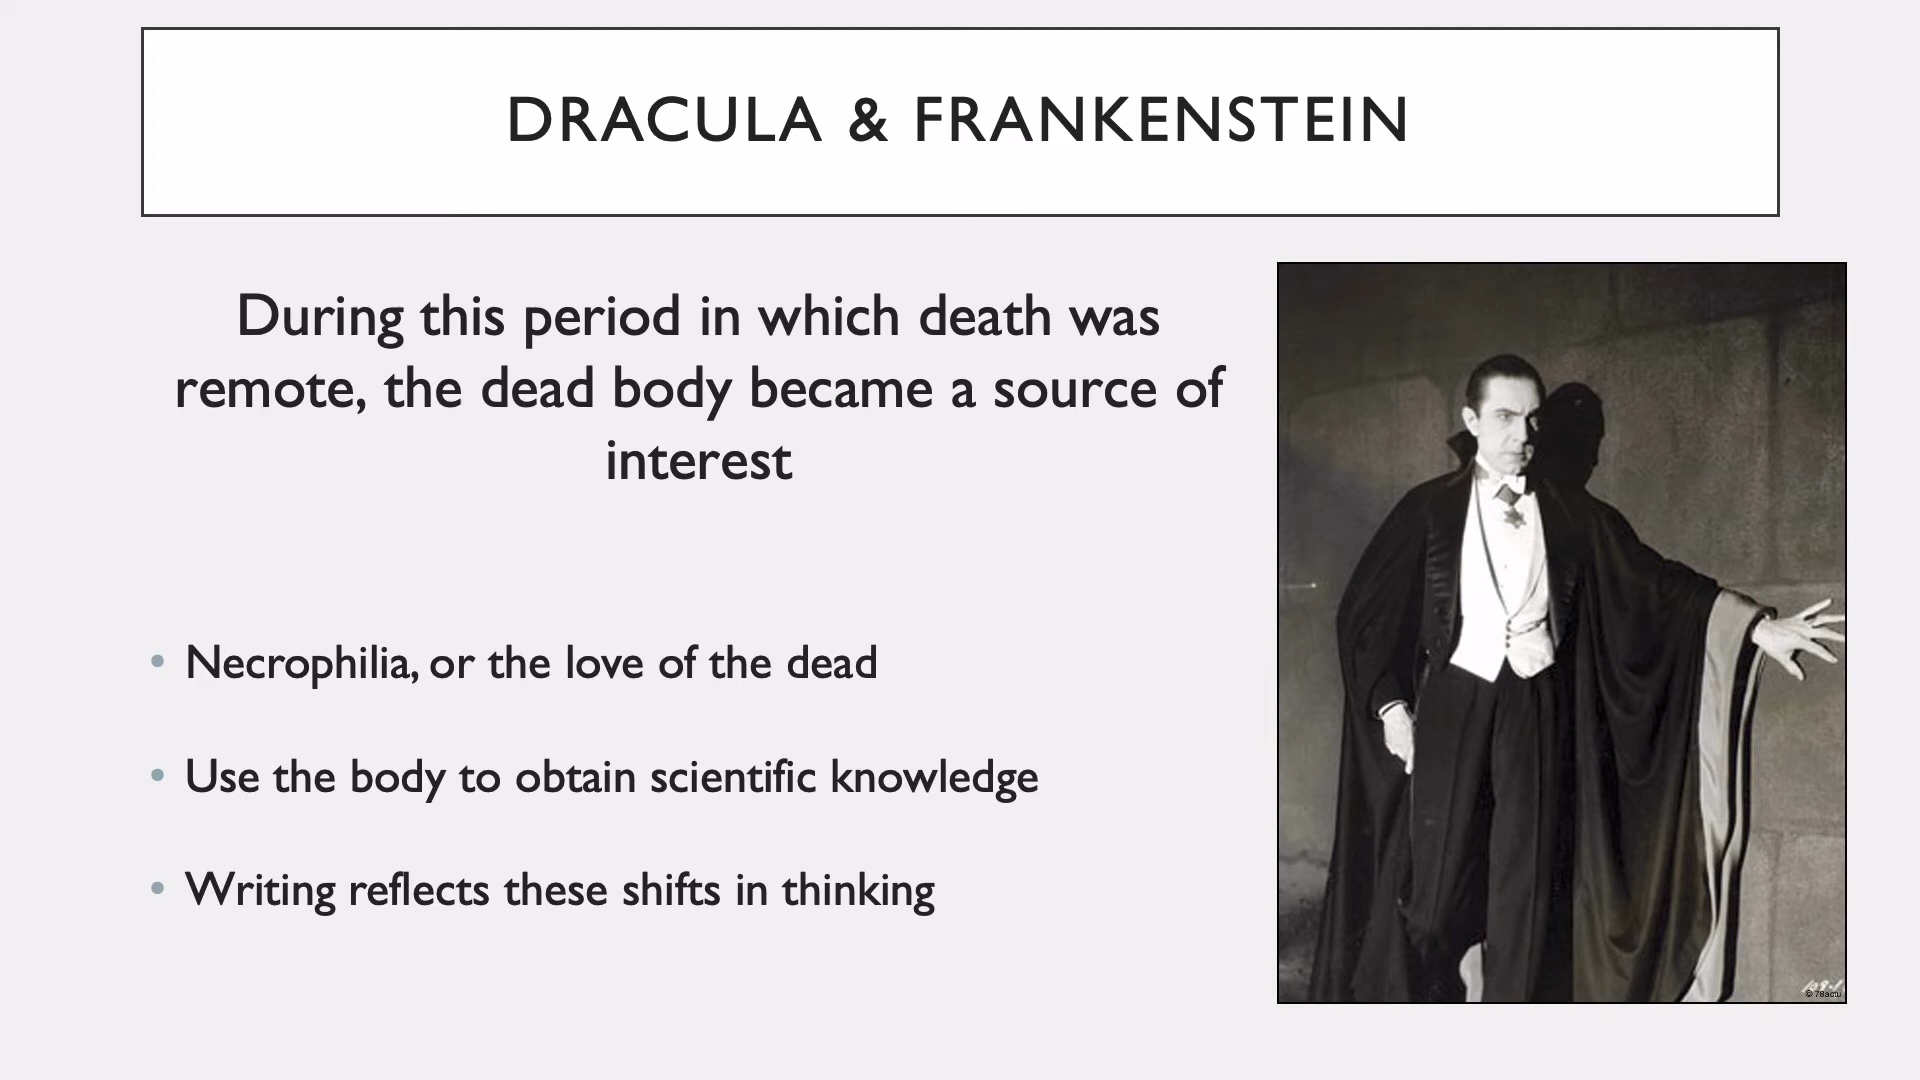 DRACULA & FRANKENSTEIN
During this period in which death was
remote, the dead body became a source of
interest
• Necrophilia, or the love of the dead
• Use the body to obtain scientific knowledge
• Writing reflects these shifts in thinking
© 78actu